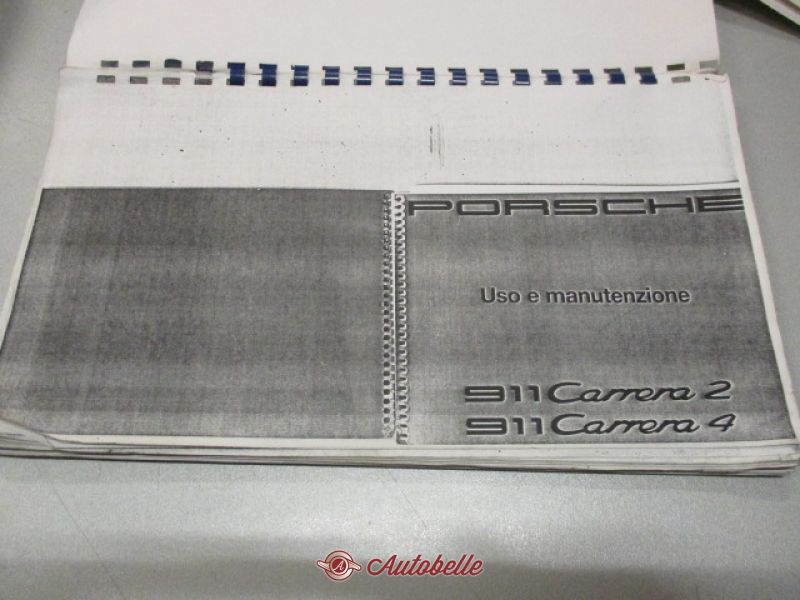 PORSCHE
Uso e manutenzione
911 Carrera 2
911 Carrera 4
Autobelle